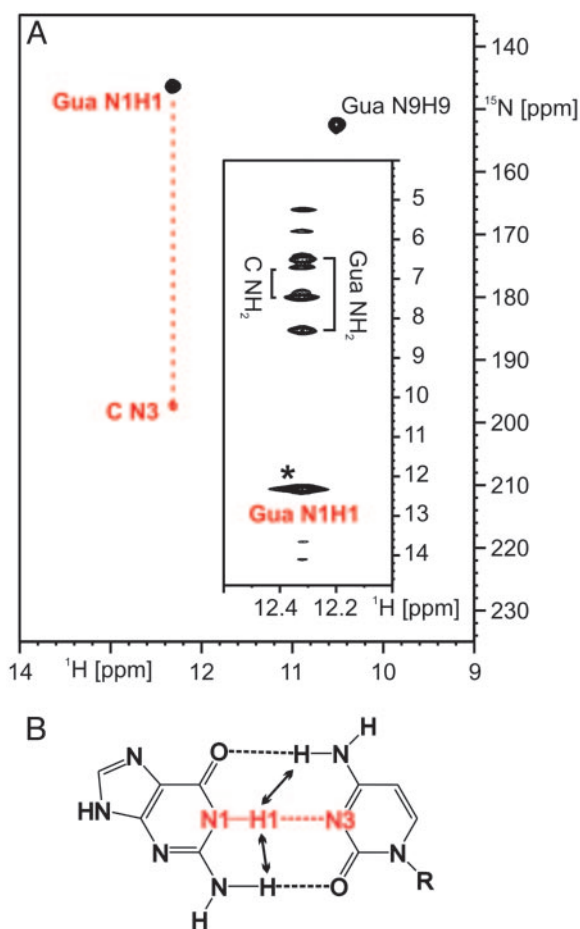 A
Gua N1H1
Gua N9H9
¹⁵N [ppm]
C N3
140
150
160
170
180
190
200
210
220
230
C NH₂
Gua NH₂
5
6
7
8
9
10
11
12
13
14
*
Gua N1H1
12.4 12.2 ¹H [ppm]
14 ¹H [ppm] 12 11 10 9
B
H
O H N
N
N1 H1 N3
HN
N N
R
N H O
H